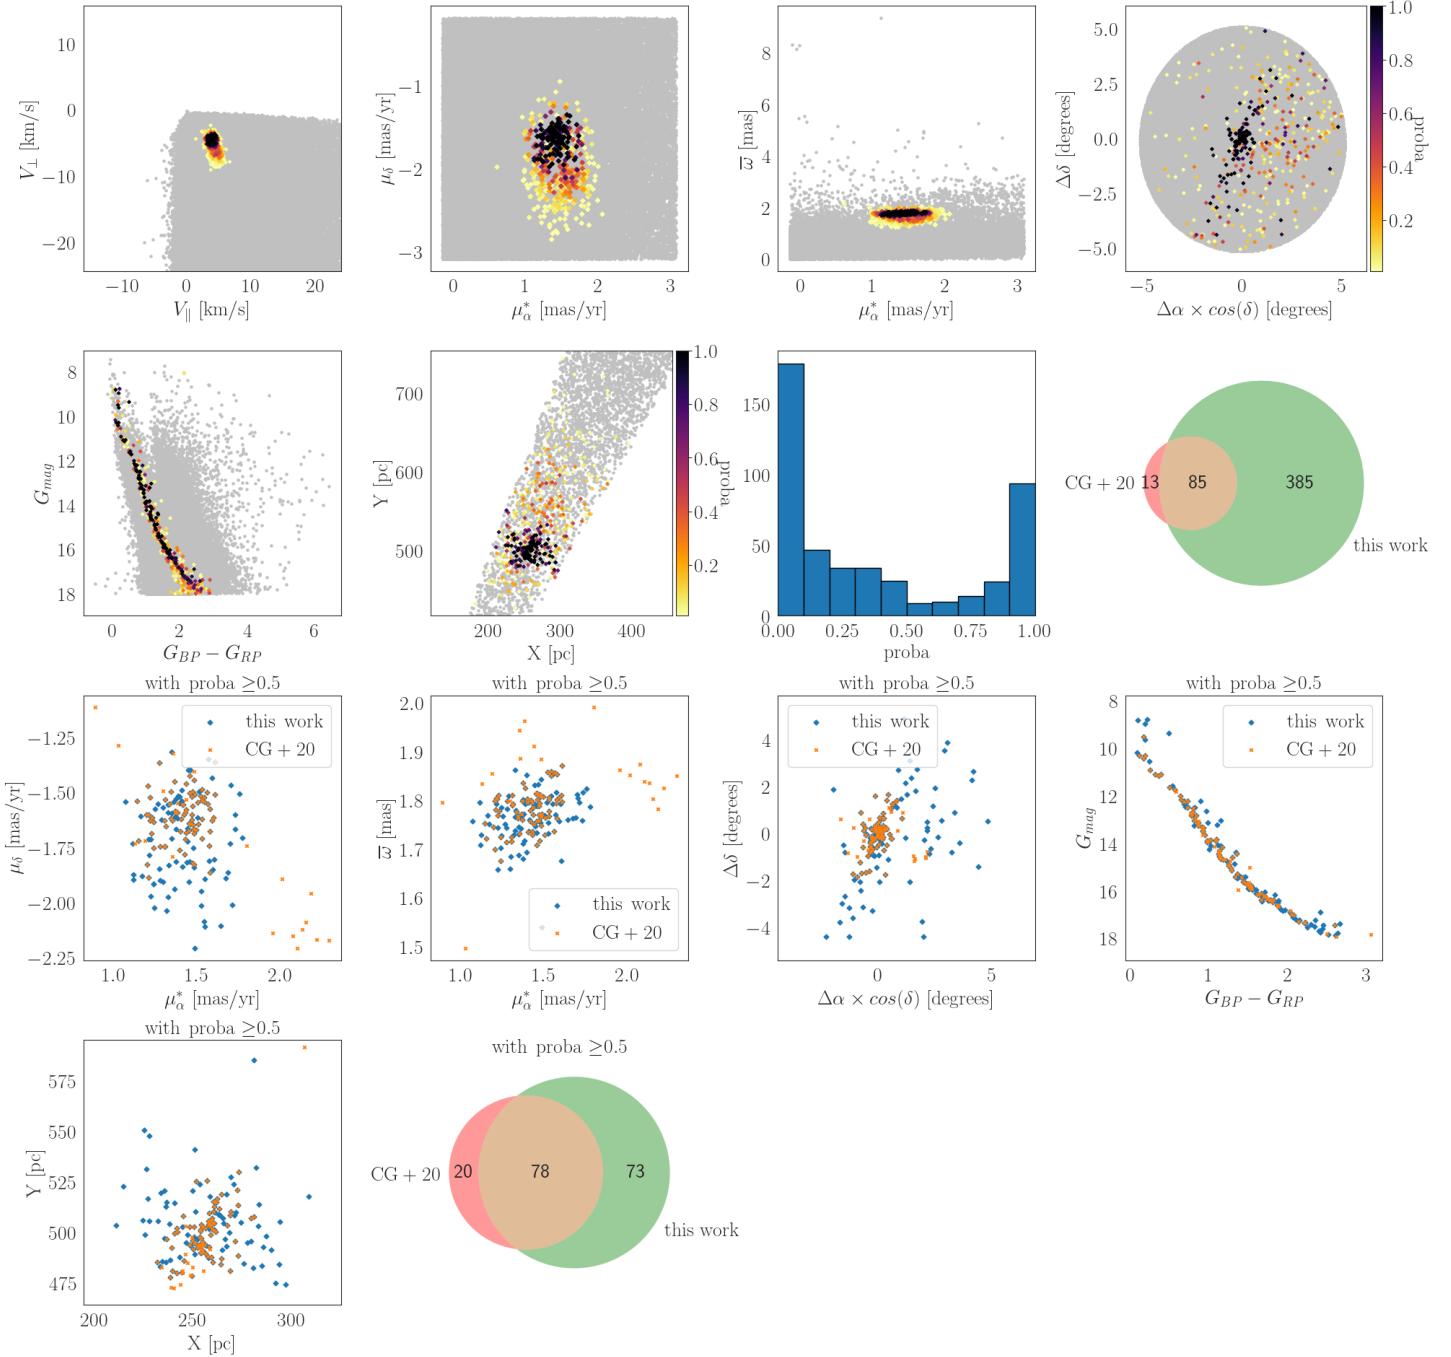 10
0
−10
−20
V⊥ [km/s]
−10 0 10 20
V∥ [km/s]
−1
−2
−3
μδ [mas/yr]
0 1 2 3
μ*α [mas/yr]
8
6
4
2
0
ϖ [mas]
0 1 2 3
μ*α [mas/yr]
5.0
2.5
0.0
−2.5
−5.0
Δδ [degrees]
−5 0 5
Δα × cos(δ) [degrees]
1.0
0.8
0.6
0.4
0.2
proba
8
10
12
14
16
18
Gmag
0 2 4 6
GBP − GRP
700
600
500
Y [pc]
200 300 400
X [pc]
1.0
0.8
0.6
0.4
0.2
proba
150
100
50
0
0.00 0.25 0.50 0.75 1.00
proba
CG + 20 13 85 385
this work
with proba ≥0.5
this work
CG + 20
−1.25
−1.50
−1.75
−2.00
−2.25
μδ [mas/yr]
1.0 1.5 2.0
μ*α [mas/yr]
with proba ≥0.5
2.0
1.9
1.8
1.7
1.6
1.5
ϖ [mas]
this work
CG + 20
1.0 1.5 2.0
μ*α [mas/yr]
with proba ≥0.5
this work
CG + 20
4
2
0
−2
−4
Δδ [degrees]
0 5
Δα × cos(δ) [degrees]
with proba ≥0.5
this work
CG + 20
8
10
12
14
16
18
Gmag
0 1 2 3
GBP − GRP
with proba ≥0.5
575
550
525
500
475
Y [pc]
200 250 300
X [pc]
with proba ≥0.5
CG + 20 20 78 73
this work